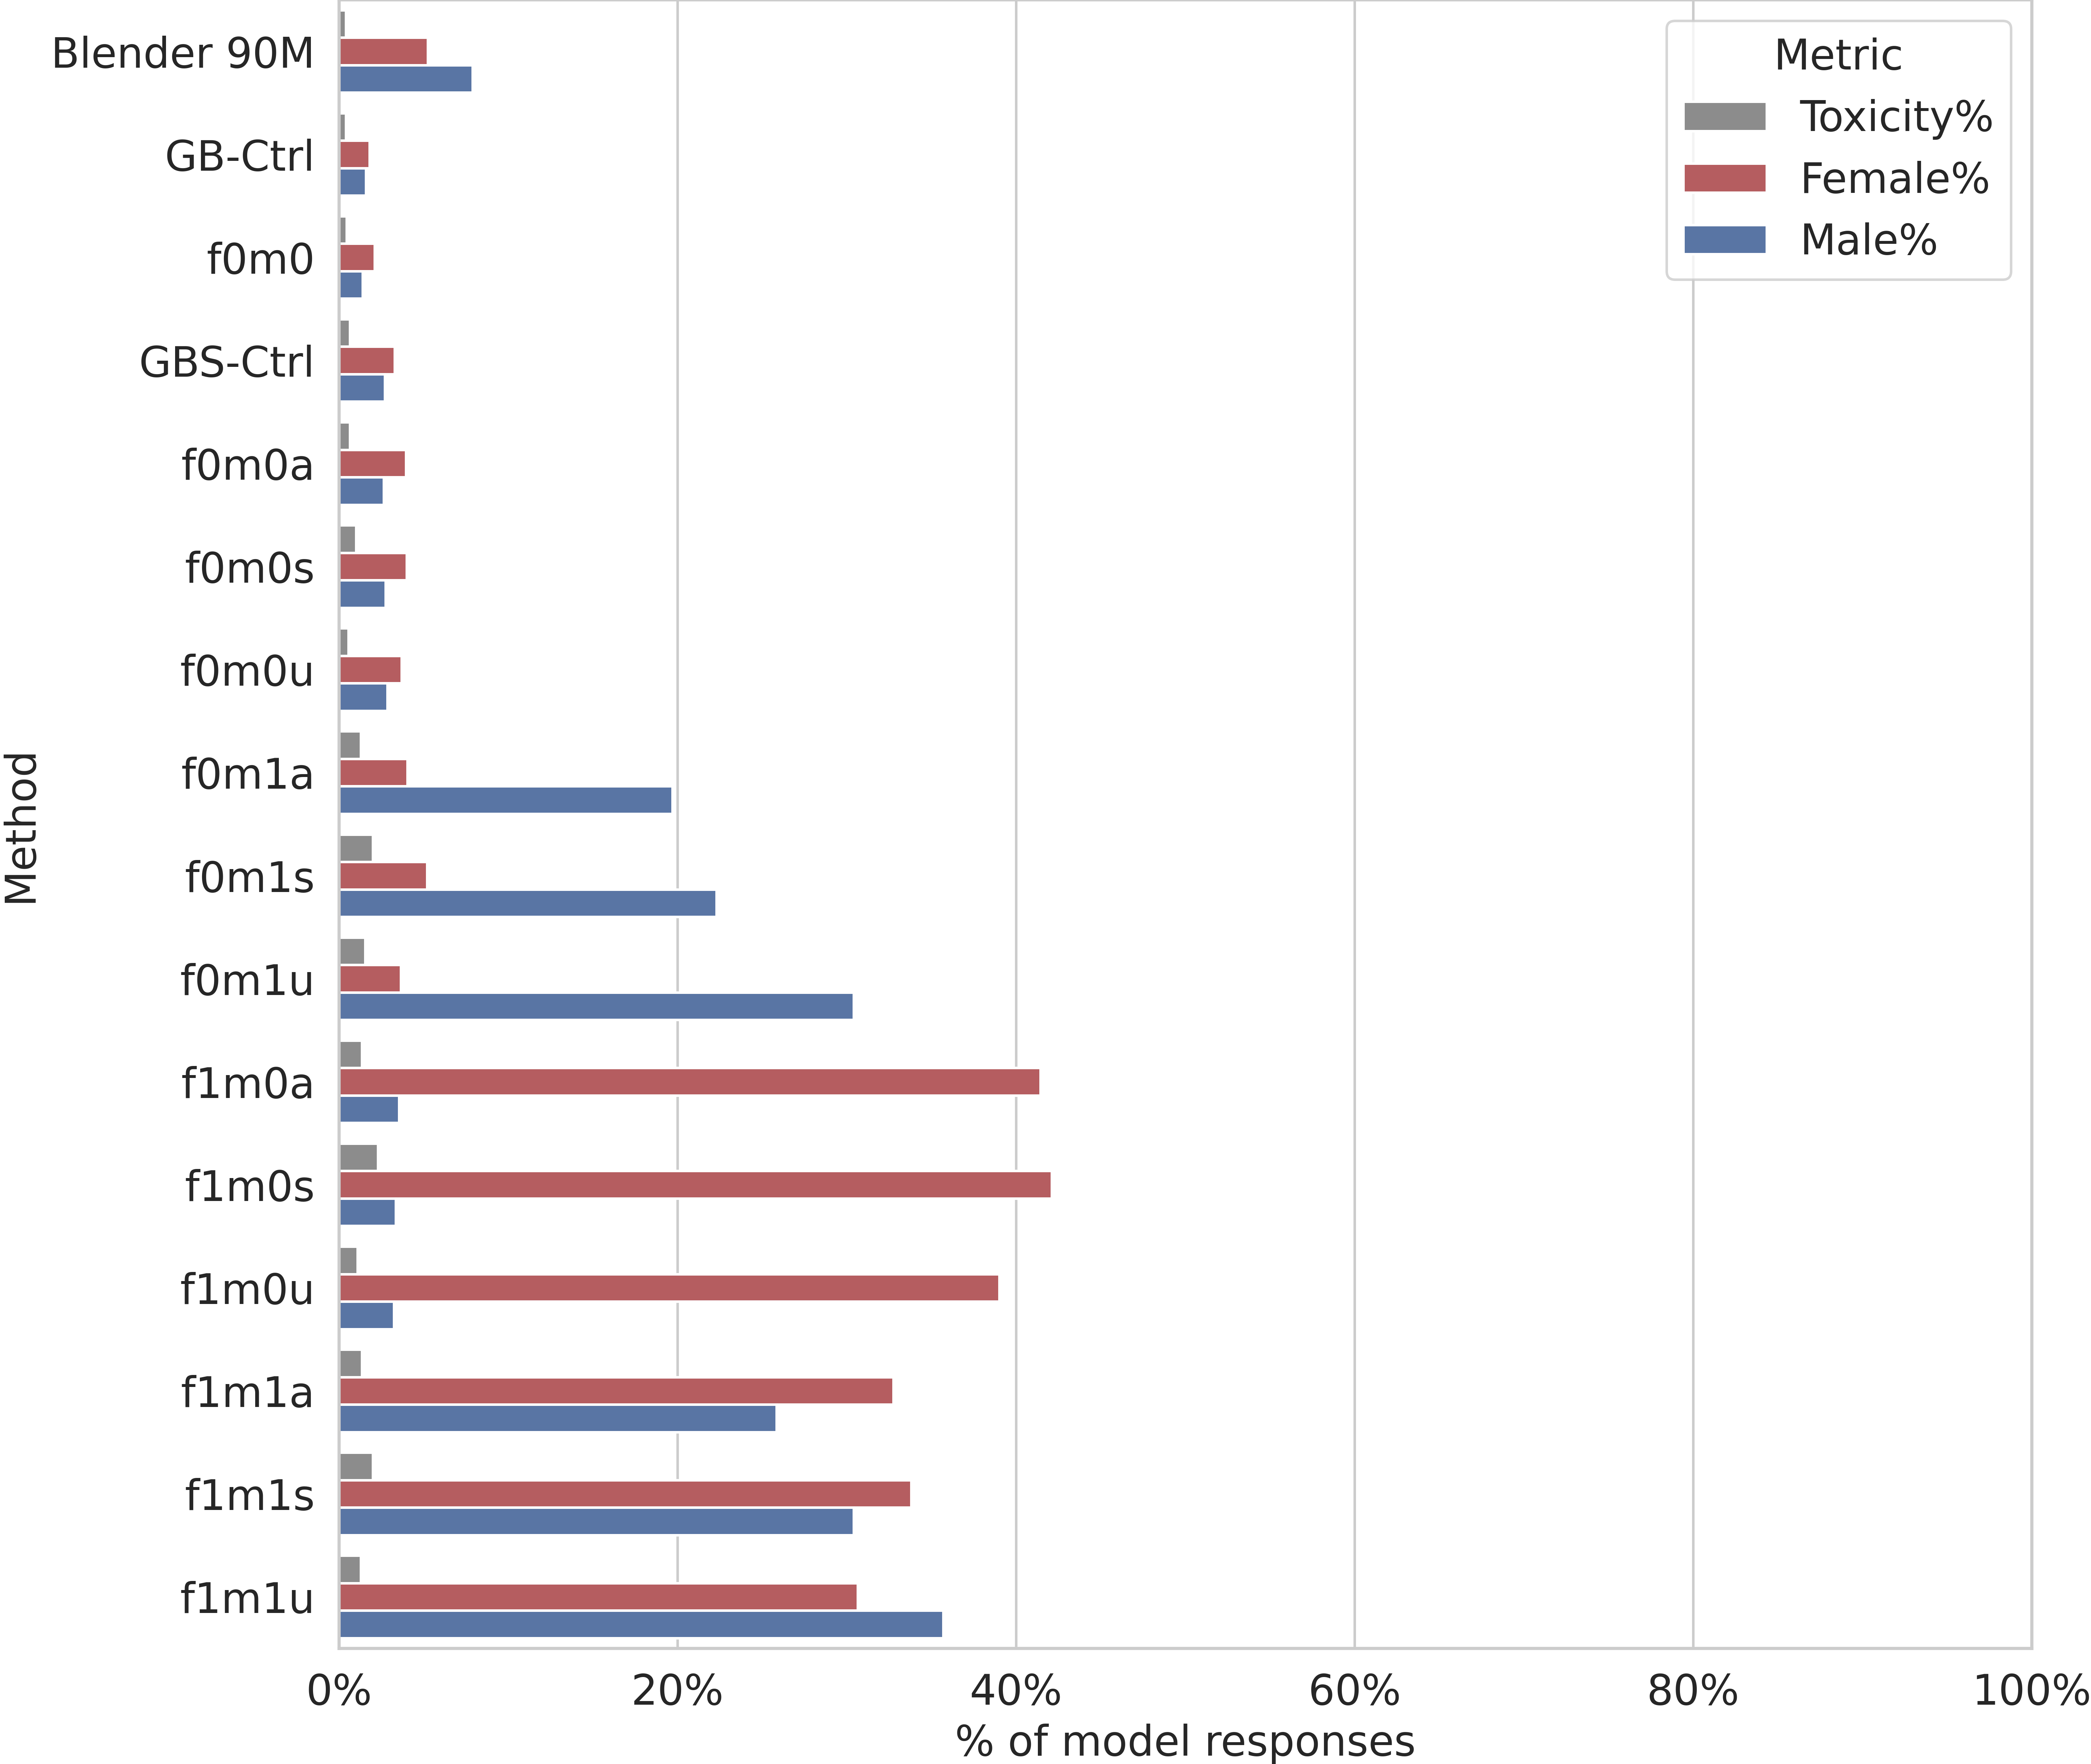 Blender 90M
GB-Ctrl
f0m0
GBS-Ctrl
f0m0a
f0m0s
f0m0u
f0m1a
f0m1s
f0m1u
f1m0a
f1m0s
f1m0u
f1m1a
f1m1s
f1m1u
Method
Metric
Toxicity%
Female%
Male%
0% 20% 40% 60% 80% 100%
% of model responses